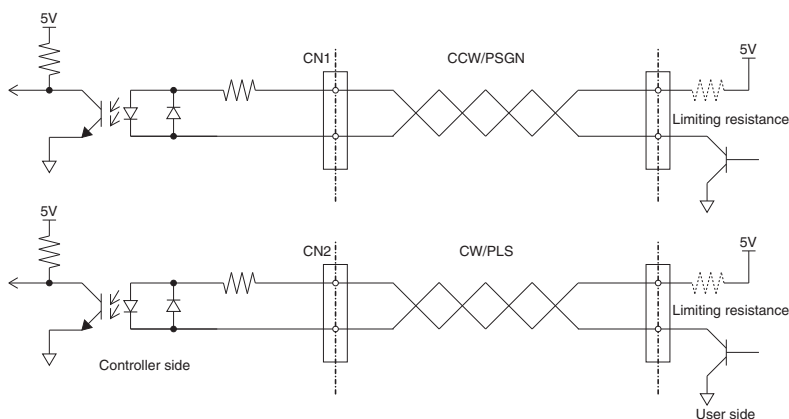 5V
CN1
CCW/PSGN
5V
Limiting resistance
5V
CN2
CW/PLS
5V
Limiting resistance
Controller side
User side